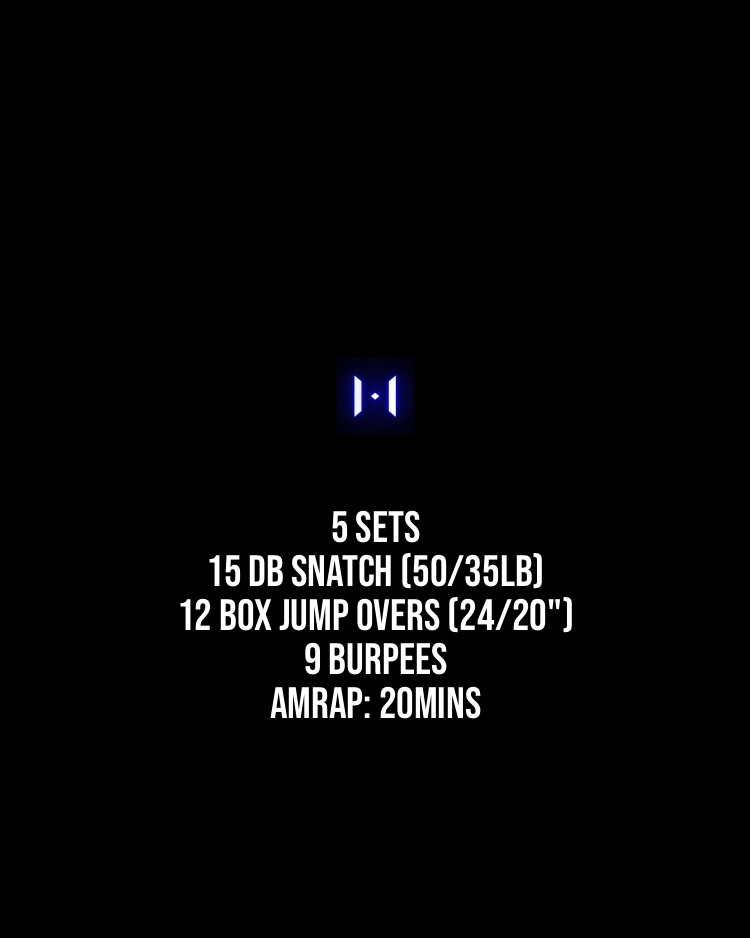 5 SETS
15 DB SNATCH (50/35LB)
12 BOX JUMP OVERS (24/20")
9 BURPEES
AMRAP: 20MINS